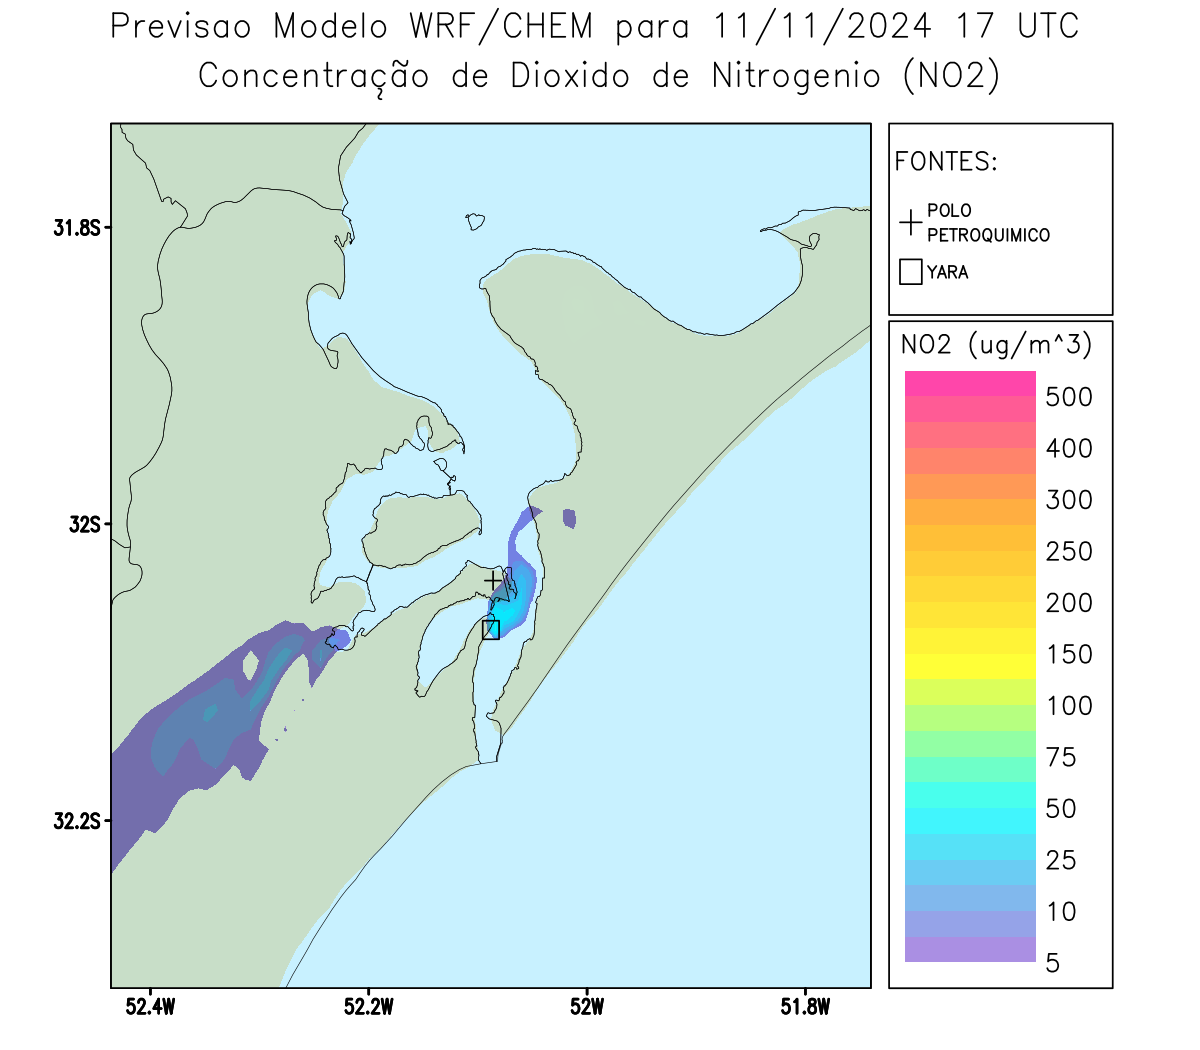 Previsao Modelo WRF/CHEM para 11/11/2024 17 UTC
Concentração de Dioxido de Nitrogenio (NO2)
FONTES:
POLO
PETROQUIMICO
YARA
NO2 (ug/m^3)
500
400
300
250
200
150
100
75
50
25
10
5
31.8S
32S
32.2S
52.4W
52.2W
52W
51.8W